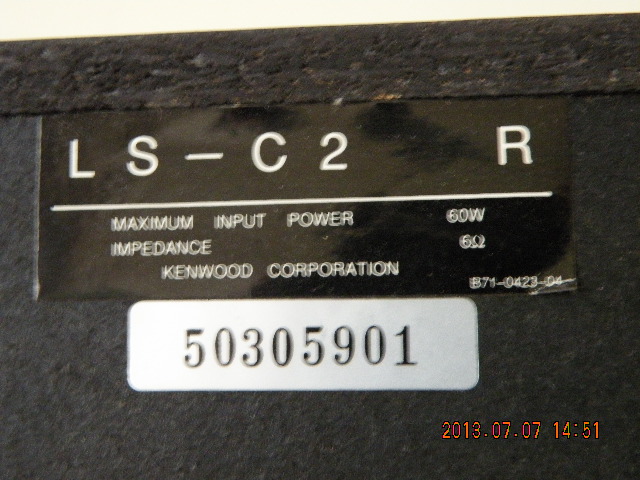 LS-C2 R
MAXIMUM INPUT POWER 60W
IMPEDANCE 6Ω
KENWOOD CORPORATION B71-0423-04
50305901
2013.07.07 14:51